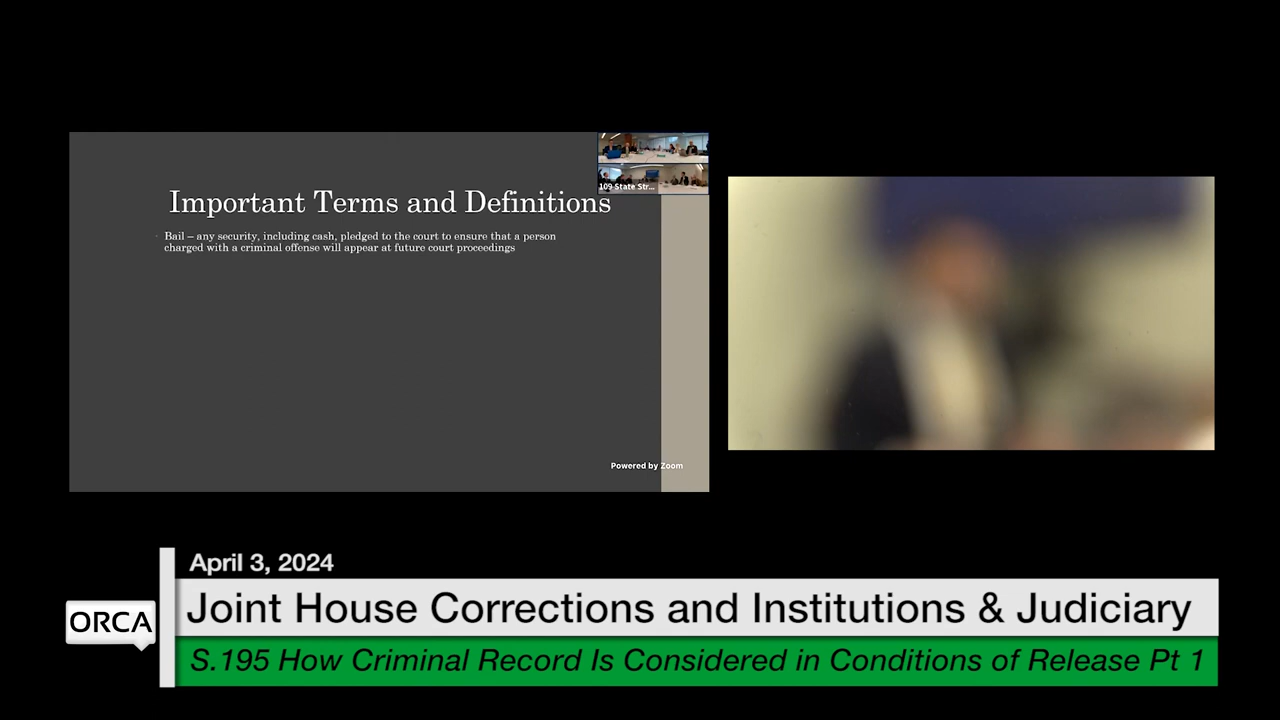 109 State Str...
Important Terms and Definitions
Bail – any security, including cash, pledged to the court to ensure that a person
charged with a criminal offense will appear at future court proceedings
Powered by Zoom
April 3, 2024
Joint House Corrections and Institutions & Judiciary
ORCA
S.195 How Criminal Record Is Considered in Conditions of Release Pt 1